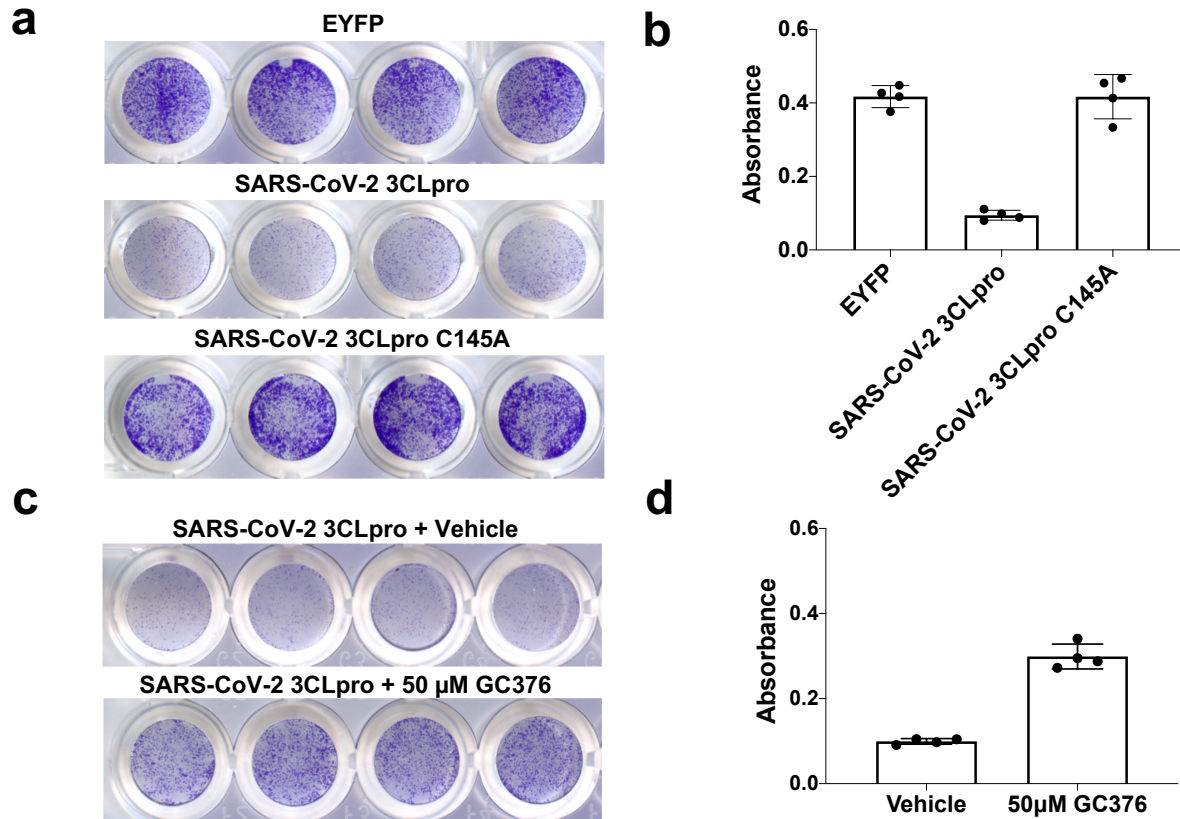 a
EYFP
SARS-CoV-2 3CLpro
SARS-CoV-2 3CLpro C145A
b
Absorbance
0.6
0.4
0.2
0.0
EYFP
SARS-CoV-2 3CLpro
SARS-CoV-2 3CLpro C145A
c
SARS-CoV-2 3CLpro + Vehicle
SARS-CoV-2 3CLpro + 50 µM GC376
d
Absorbance
0.6
0.4
0.2
0.0
Vehicle
50µM GC376